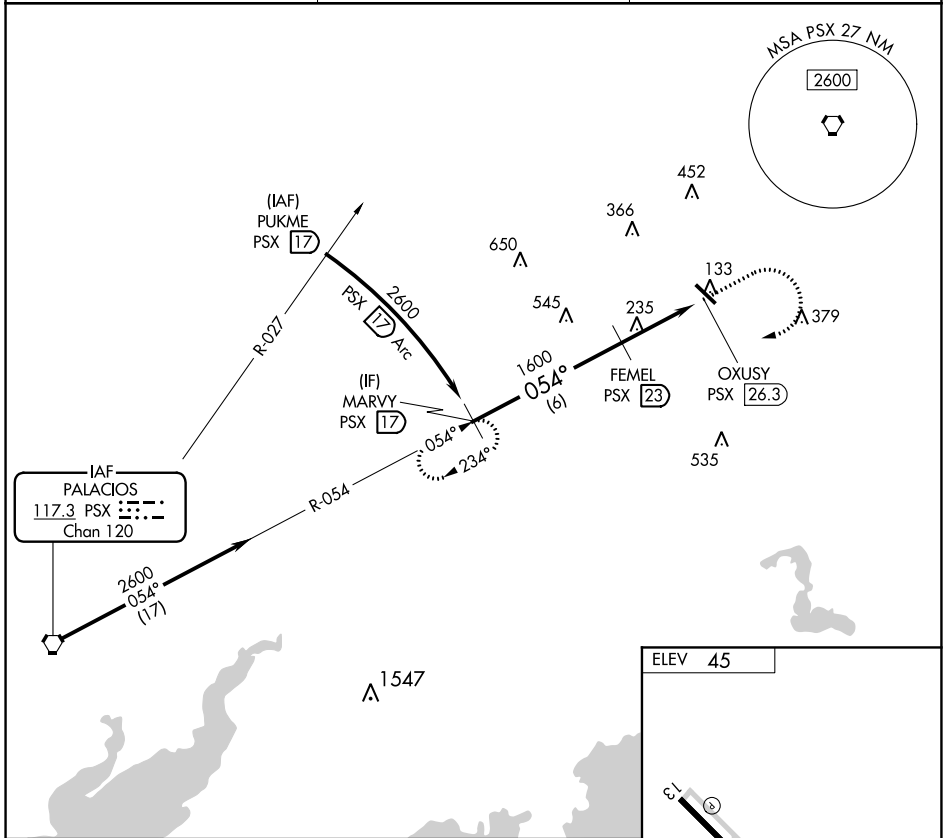 MSA PSX 27 NM
2600
452
(IAF)
PUKME
PSX 17
366
650
133
2600
PSX 17 Arc
545
235
379
R-027
1600
054°
(6)
FEMEL
PSX 23
OXUSY
PSX 26.3
(IF)
MARVY
PSX 17
054°
234°
535
IAF
PALACIOS
117.3 PSX
Chan 120
R-054
2600
054°
(17)
1547
ELEV 45
13
P